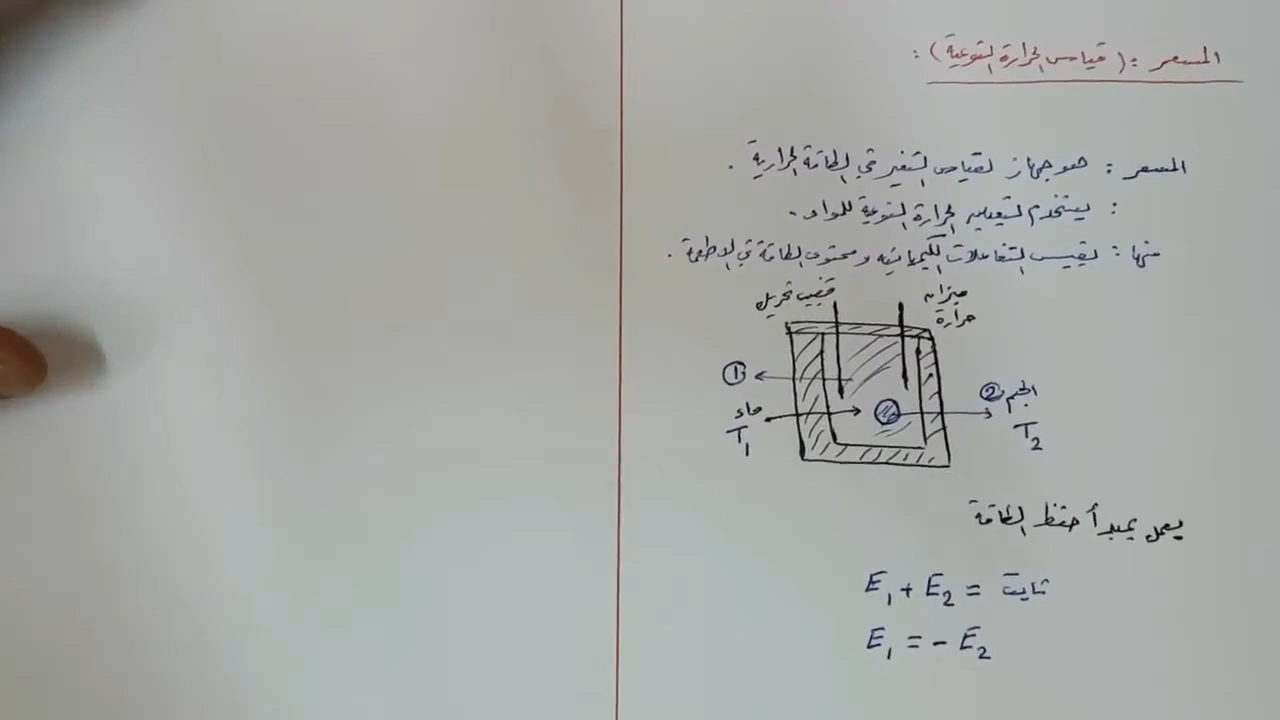 المسعر : ( قياس الحرارة النوعية ) :
المسعر : هو جهاز لقياس التغير في الطاقة الحرارية .
: يستخدم لتعيين الحرارة النوعية للمواد .
منها : لقيس التفاعلات الكيميائية ومحتوى الطاقة في الاطعمة .
ميزان حرارة
قضيب تحريك
①
ماء
T₁
② الجسم
T₂
يعمل بمبدأ حفظ الطاقة
E₁ + E₂ = ثابت
E₁ = - E₂